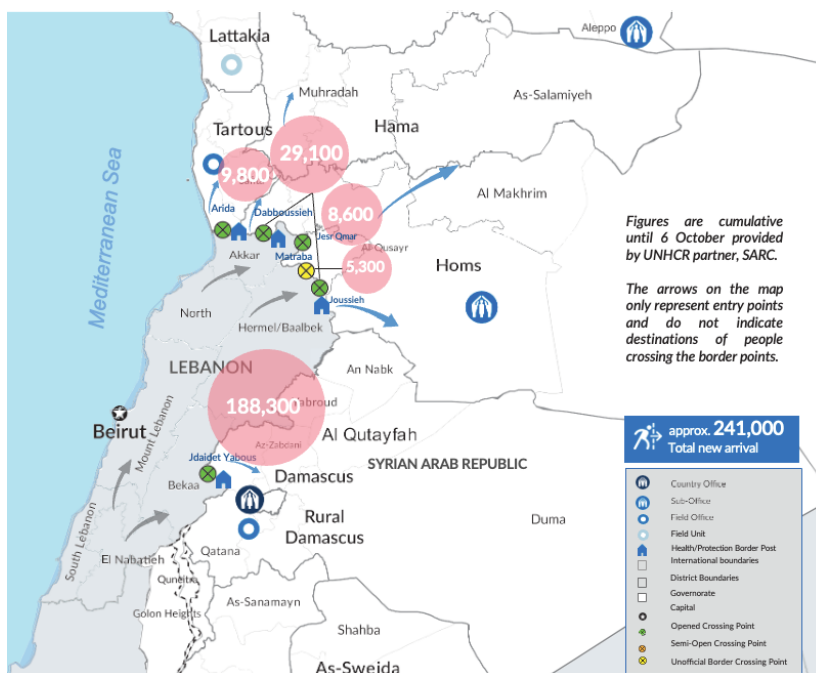 Lattakia
Aleppo
Muhradah
As-Salamiyeh
Tartous
Hama
29,100
9,800
Al Makhrim
8,600
Arida
Dabboussieh
Jesr Qmar
Al Qusayr
Akkar
Matraba
5,300
Homs
Mediterranean Sea
North
Joussieh
Hermel/Baalbek
Figures are cumulative
until 6 October provided
by UNHCR partner, SARC.
The arrows on the map
only represent entry points
and do not indicate
destinations of people
crossing the border points.
LEBANON
An Nabk
188,300
Beirut
Mount Lebanon
Al Qutayfah
Az-Zabdani
SYRIAN ARAB REPUBLIC
Jdaidet Yabous
Bekaa
Damascus
Rural
Damascus
Duma
South Lebanon
El Nabatieh
Qatana
Golon Heights
As-Sanamayn
Shahba
As-Sweida
approx. 241,000
Total new arrival
Country Office
Sub-Office
Field Office
Field Unit
Health/Protection Border Post
International boundaries
District Boundaries
Governorate
Capital
Opened Crossing Point
Semi-Open Crossing Point
Unofficial Border Crossing Point